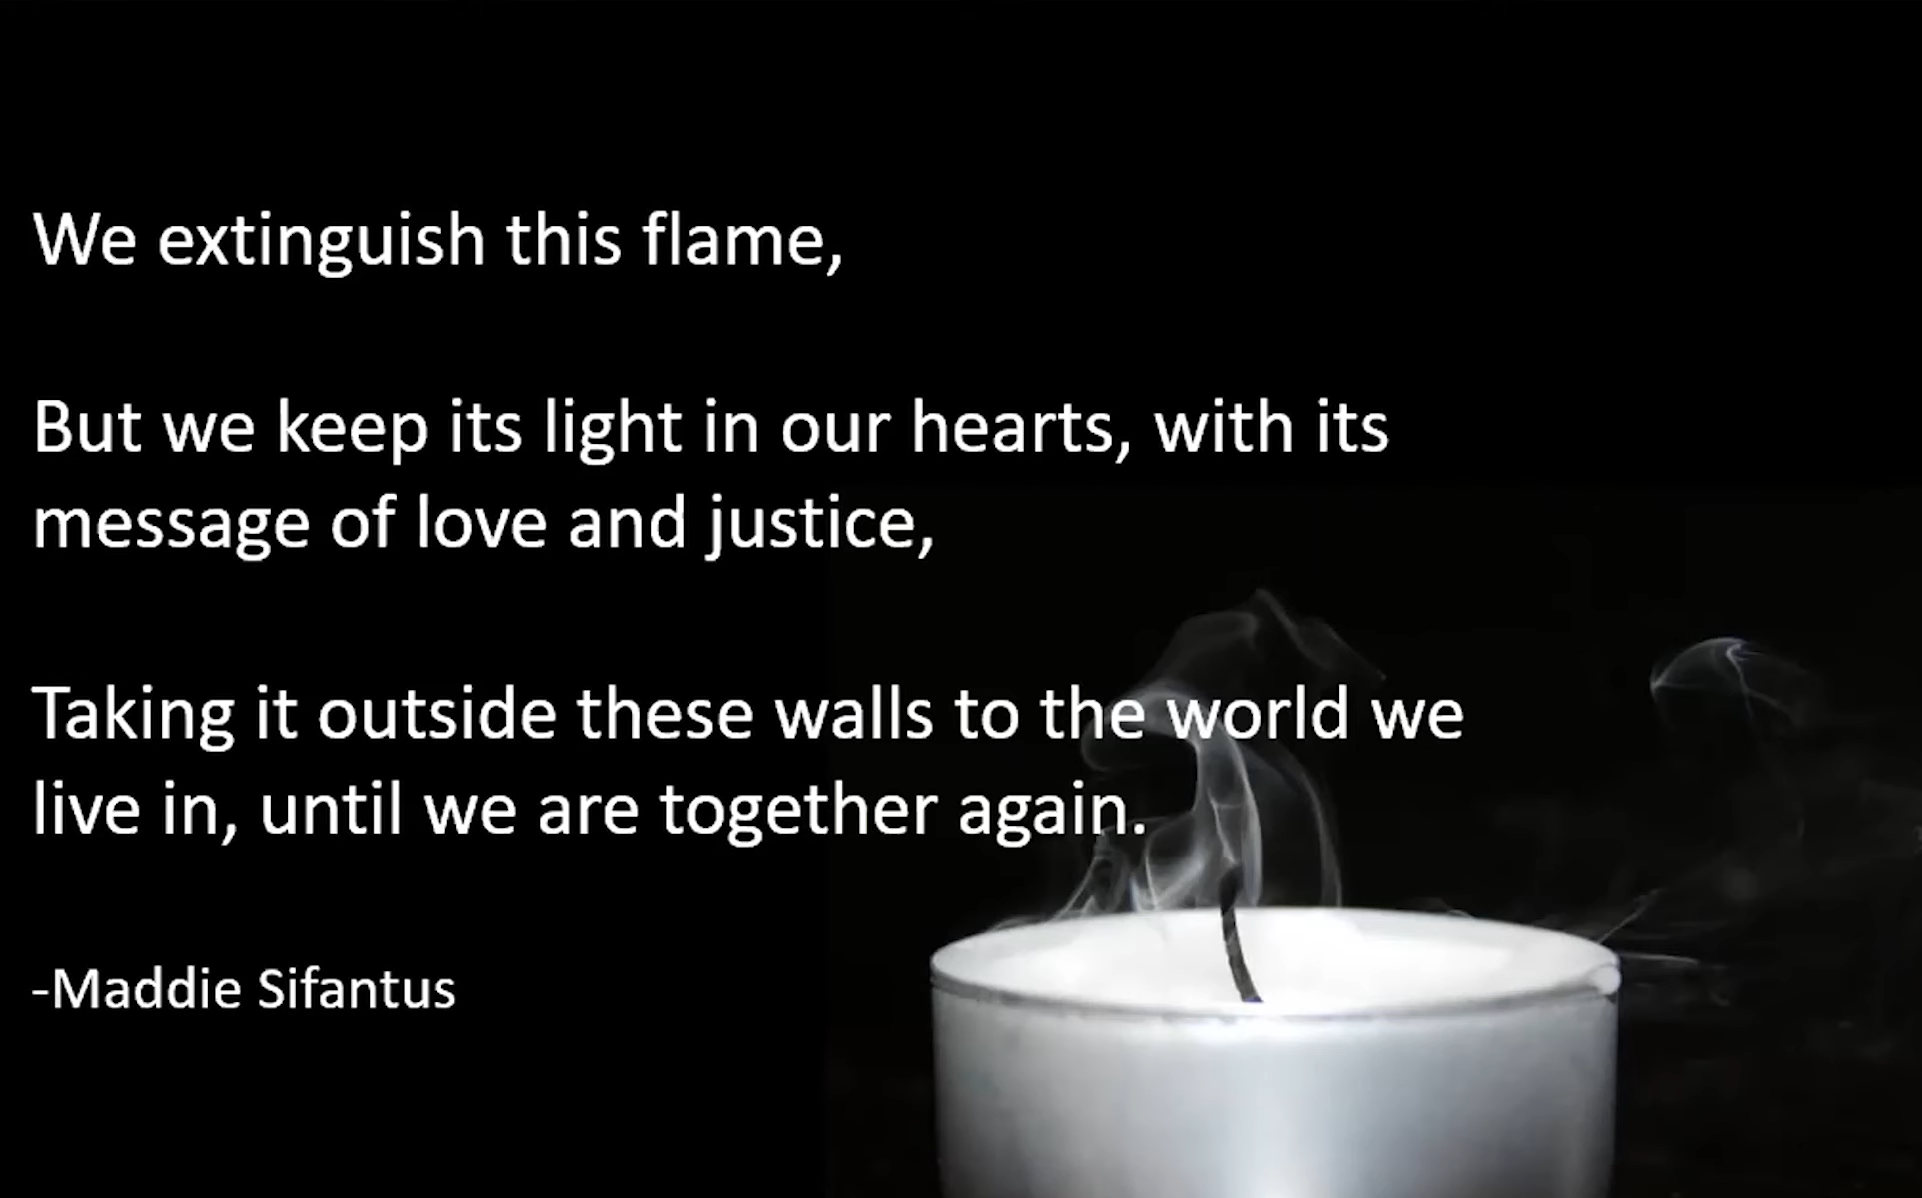 We extinguish this flame,
But we keep its light in our hearts, with its
message of love and justice,
Taking it outside these walls to the world we
live in, until we are together again.
-Maddie Sifantus